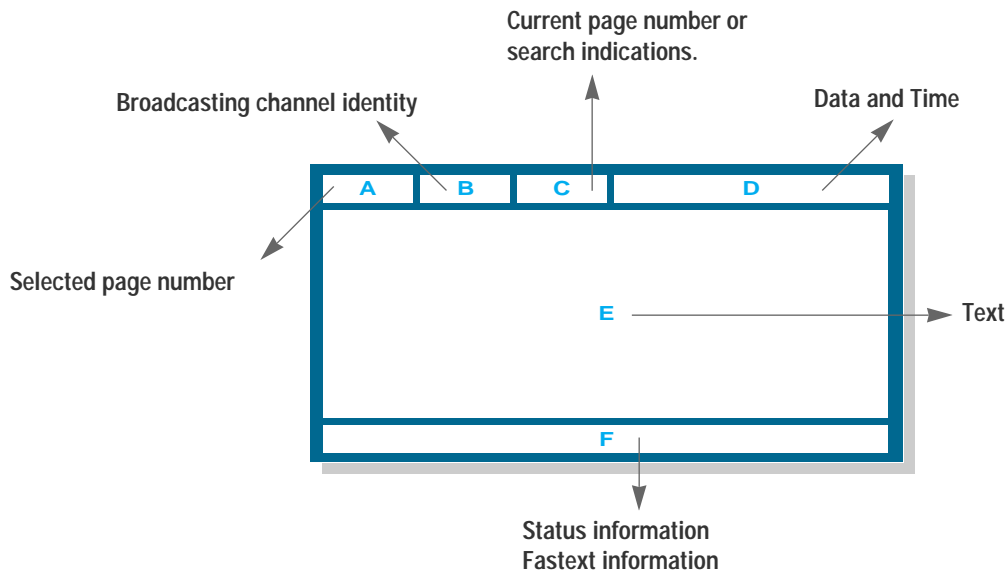 Current page number or
search indications.
Broadcasting channel identity
Data and Time
A
B
C
D
Selected page number
E
Text
F
Status information
Fastext information